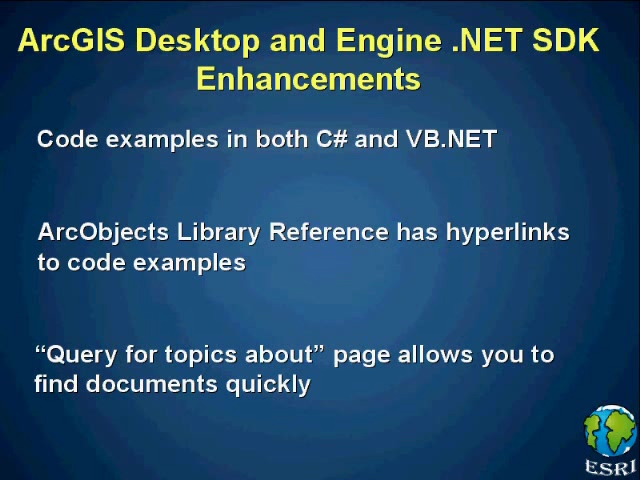 ArcGIS Desktop and Engine .NET SDK
Enhancements
Code examples in both C# and VB.NET
ArcObjects Library Reference has hyperlinks
to code examples
“Query for topics about” page allows you to
find documents quickly
ESRI